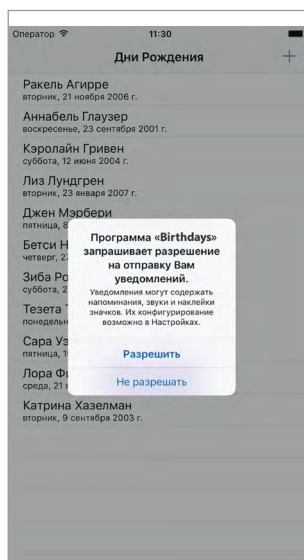 Оператор 11:30
Дни Рождения +
Ракель Агирре
вторник, 21 ноября 2006 г.
Аннабель Глаузер
воскресенье, 23 сентября 2001 г.
Кэролайн Гривен
суббота, 12 июня 2004 г.
Лиз Лундгрен
вторник, 23 января 2007 г.
Джен Мэрбери
пятница, 8
Бетси Н
четверг, 27
Зиба Ро
суббота, 2
Тезета
понедельн
Сара Уэ
пятница, 1
Лора Фи
среда, 21
Программа «Birthdays»
запрашивает разрешение
на отправку Вам
уведомлений.
Уведомления могут содержать
напоминания, звуки и наклейки
значков. Их конфигурирование
возможно в Настройках.
Разрешить
Не разрешать
Катрина Хазелман
вторник, 9 сентября 2003 г.